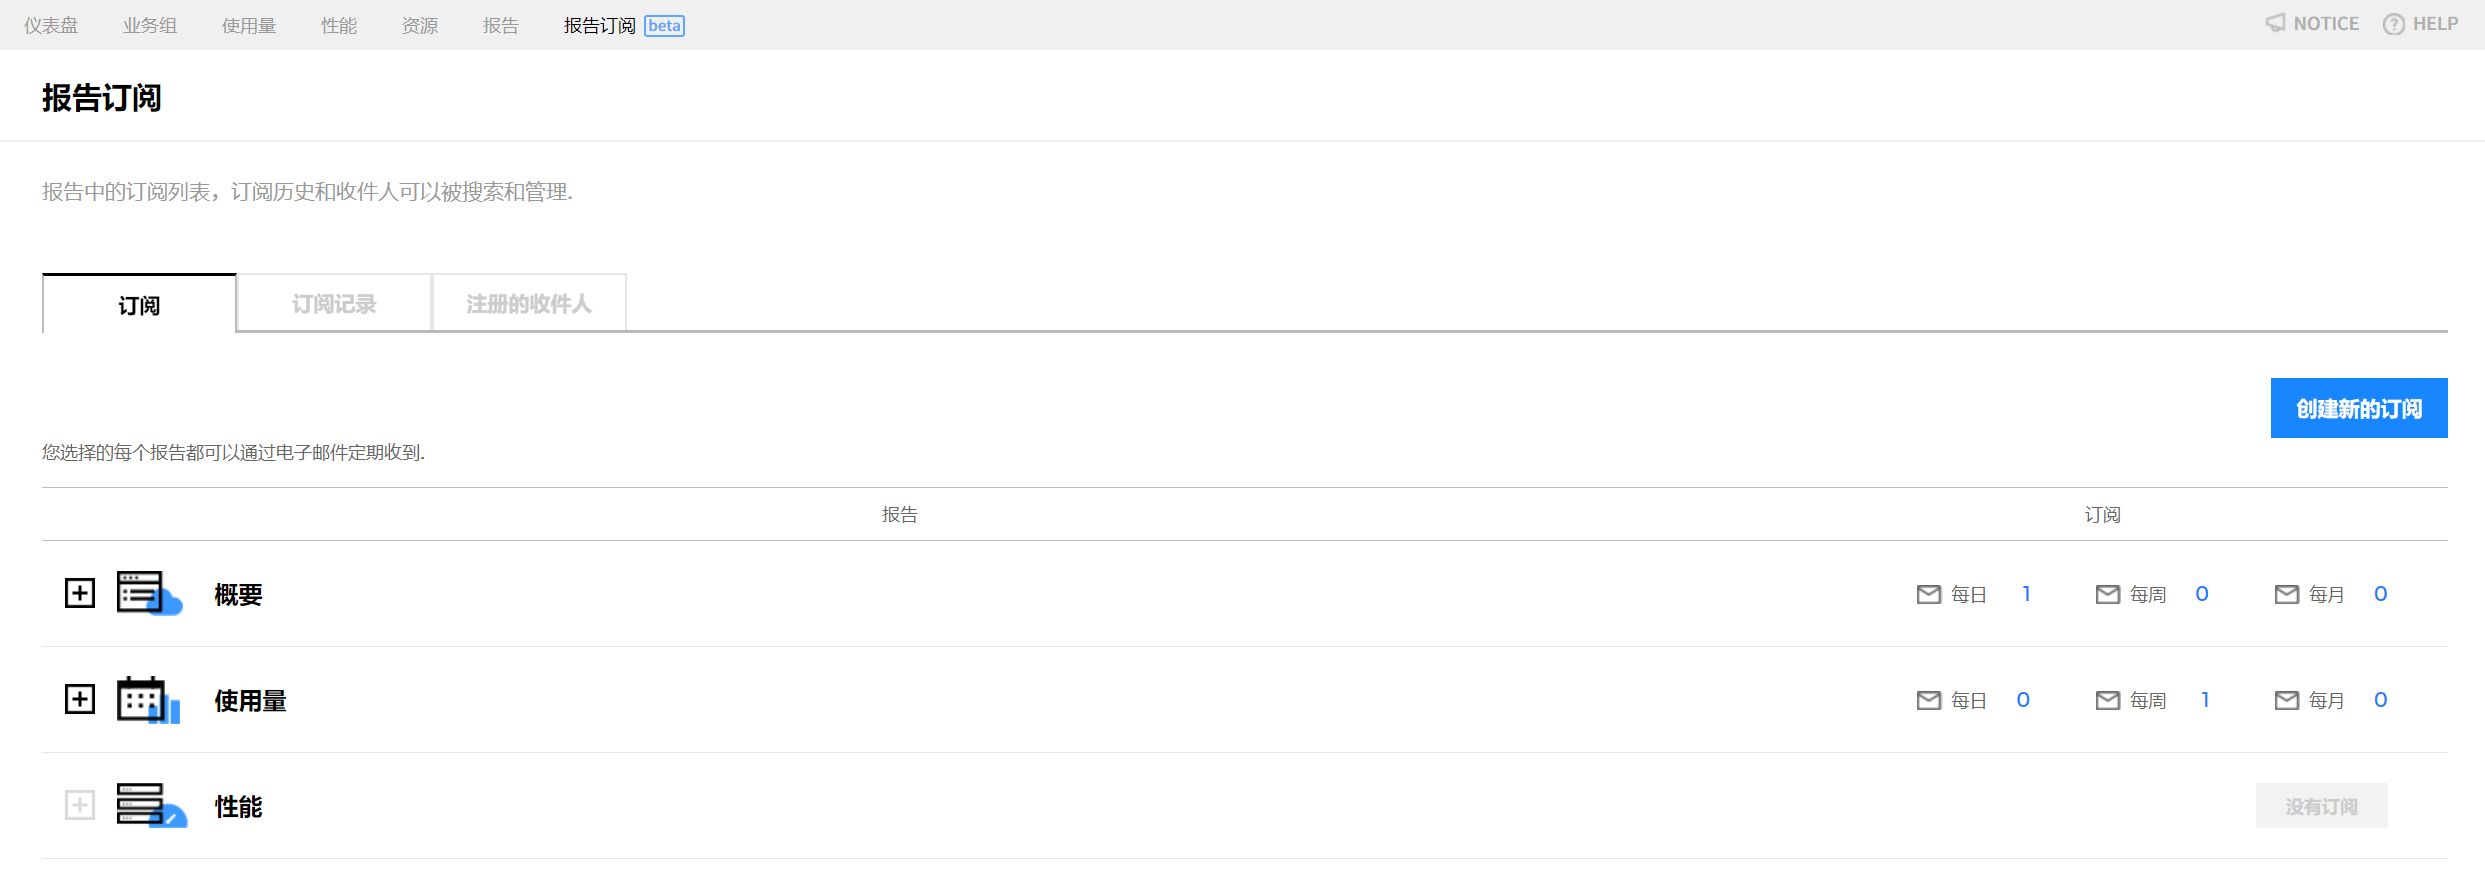 仪表盘 业务组 使用量 性能 资源 报告 报告订阅 beta NOTICE HELP
报告订阅
报告中的订阅列表，订阅历史和收件人可以被搜索和管理.
订阅 订阅记录 注册的收件人
创建新的订阅
您选择的每个报告都可以通过电子邮件定期收到.
报告 订阅
概要 每日 1 每周 0 每月 0
使用量 每日 0 每周 1 每月 0
性能 没有订阅